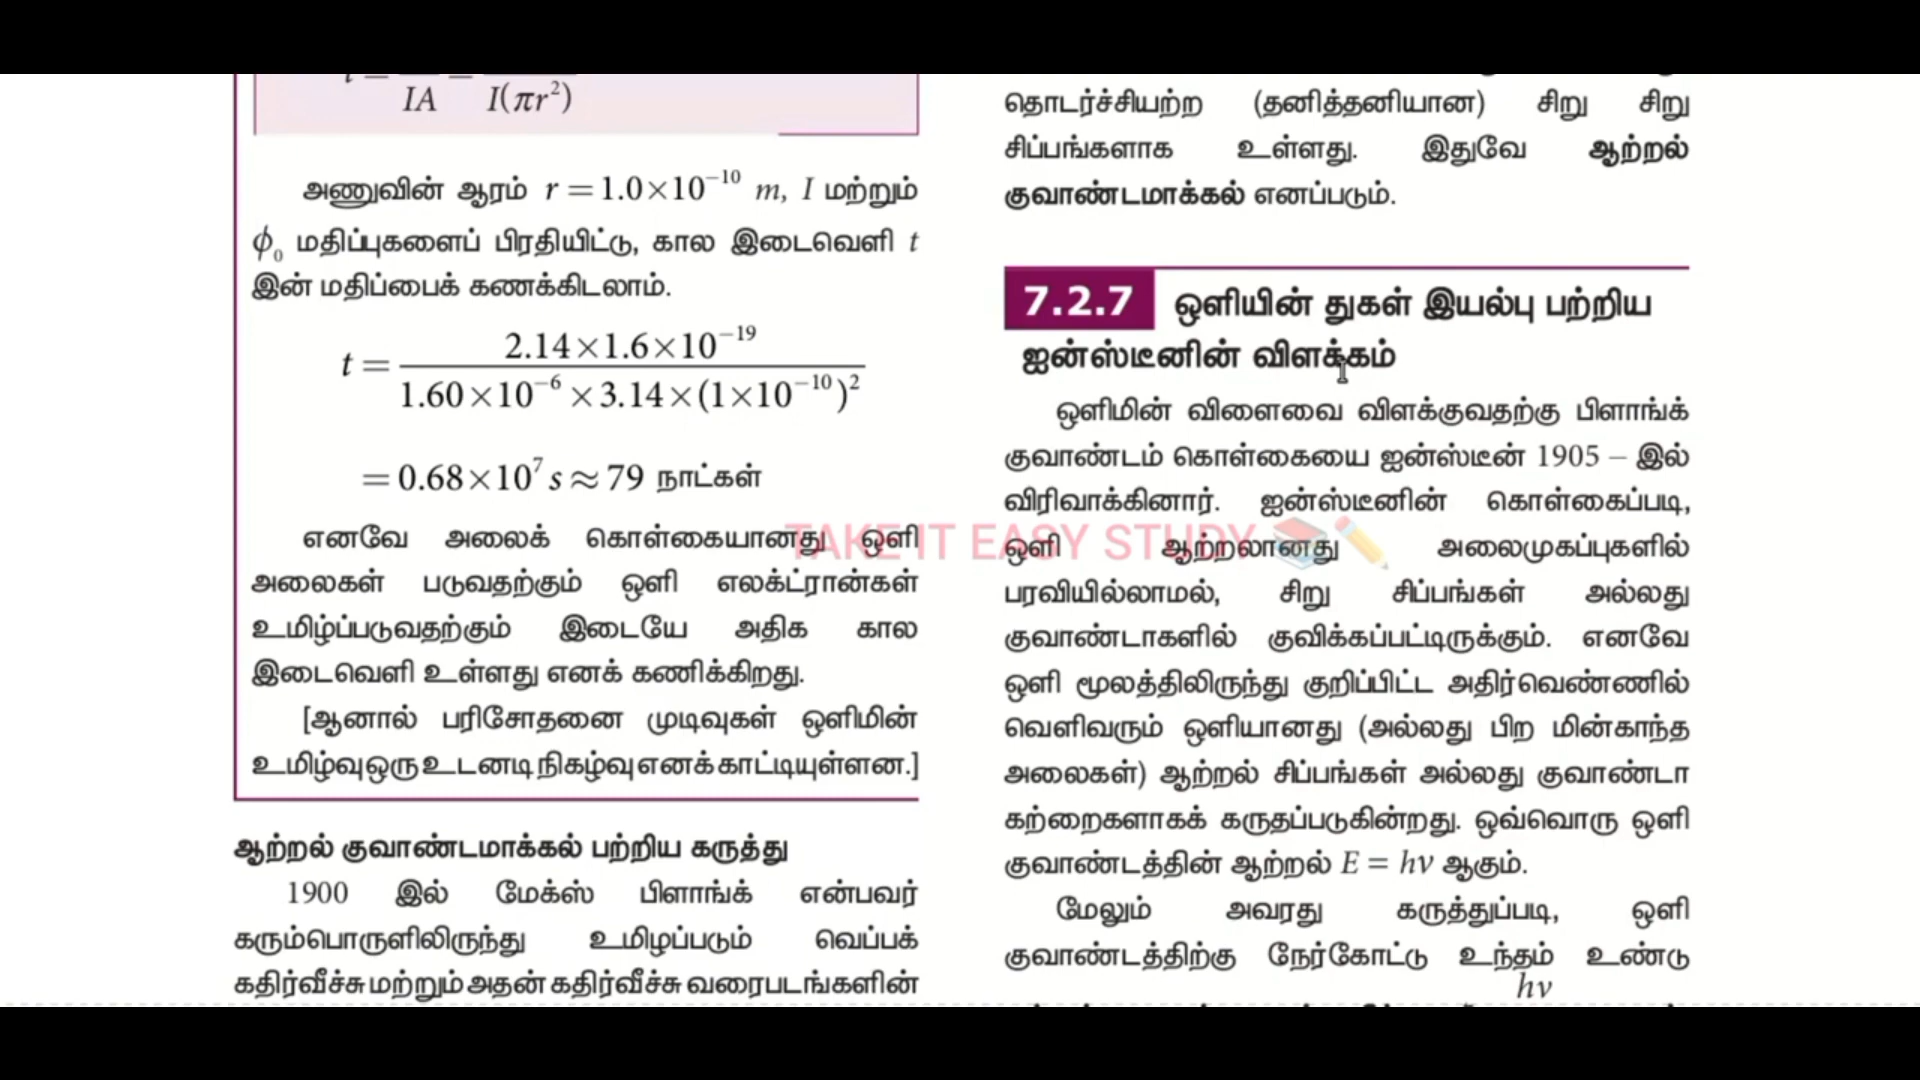 IA I(πr²)
அணுவின் ஆரம் r = 1.0×10⁻¹⁰ m, I மற்றும்
ϕ₀ மதிப்புகளைப் பிரதியிட்டு, கால இடைவெளி t
இன் மதிப்பைக் கணக்கிடலாம்.
t = 2.14×1.6×10⁻¹⁹
1.60×10⁻⁶ ×3.14×(1×10⁻¹⁰)²
= 0.68×10⁷ s ≈ 79 நாட்கள்
எனவே அலைக் கொள்கையானது ஒளி
அலைகள் படுவதற்கும் ஒளி எலக்ட்ரான்கள்
உமிழ்ப்படுவதற்கும் இடையே அதிக கால
இடைவெளி உள்ளது எனக் கணிக்கிறது.
[ஆனால் பரிசோதனை முடிவுகள் ஒளிமின்
உமிழ்வு ஒரு உடனடி நிகழ்வு எனக் காட்டியுள்ளன.]
ஆற்றல் குவாண்டமாக்கல் பற்றிய கருத்து
1900 இல் மேக்ஸ் பிளாங்க் என்பவர்
கரும்பொருளிலிருந்து உமிழப்படும் வெப்பக்
கதிர்வீச்சு மற்றும் அதன் கதிர்வீச்சு வரைபடங்களின்
தொடர்ச்சியற்ற (தனித்தனியான) சிறு சிறு
சிப்பங்களாக உள்ளது. இதுவே ஆற்றல்
குவாண்டமாக்கல் எனப்படும்.
7.2.7 ஒளியின் துகள் இயல்பு பற்றிய
ஐன்ஸ்டீனின் விளக்கம்
ஒளிமின் விளைவை விளக்குவதற்கு பிளாங்க்
குவாண்டம் கொள்கையை ஐன்ஸ்டீன் 1905 – இல்
விரிவாக்கினார். ஐன்ஸ்டீனின் கொள்கைப்படி,
ஒளி ஆற்றலானது அலைமுகப்புகளில்
பரவியில்லாமல், சிறு சிப்பங்கள் அல்லது
குவாண்டாகளில் குவிக்கப்பட்டிருக்கும். எனவே
ஒளி மூலத்திலிருந்து குறிப்பிட்ட அதிர்வெண்ணில்
வெளிவரும் ஒளியானது (அல்லது பிற மின்காந்த
அலைகள்) ஆற்றல் சிப்பங்கள் அல்லது குவாண்டா
கற்றைகளாகக் கருதப்படுகின்றது. ஒவ்வொரு ஒளி
குவாண்டத்தின் ஆற்றல் E = hν ஆகும்.
மேலும் அவரது கருத்துப்படி, ஒளி
குவாண்டத்திற்கு நேர்கோட்டு உந்தம் உண்டு
hν
TAKE IT EASY STUDY 📚✏️